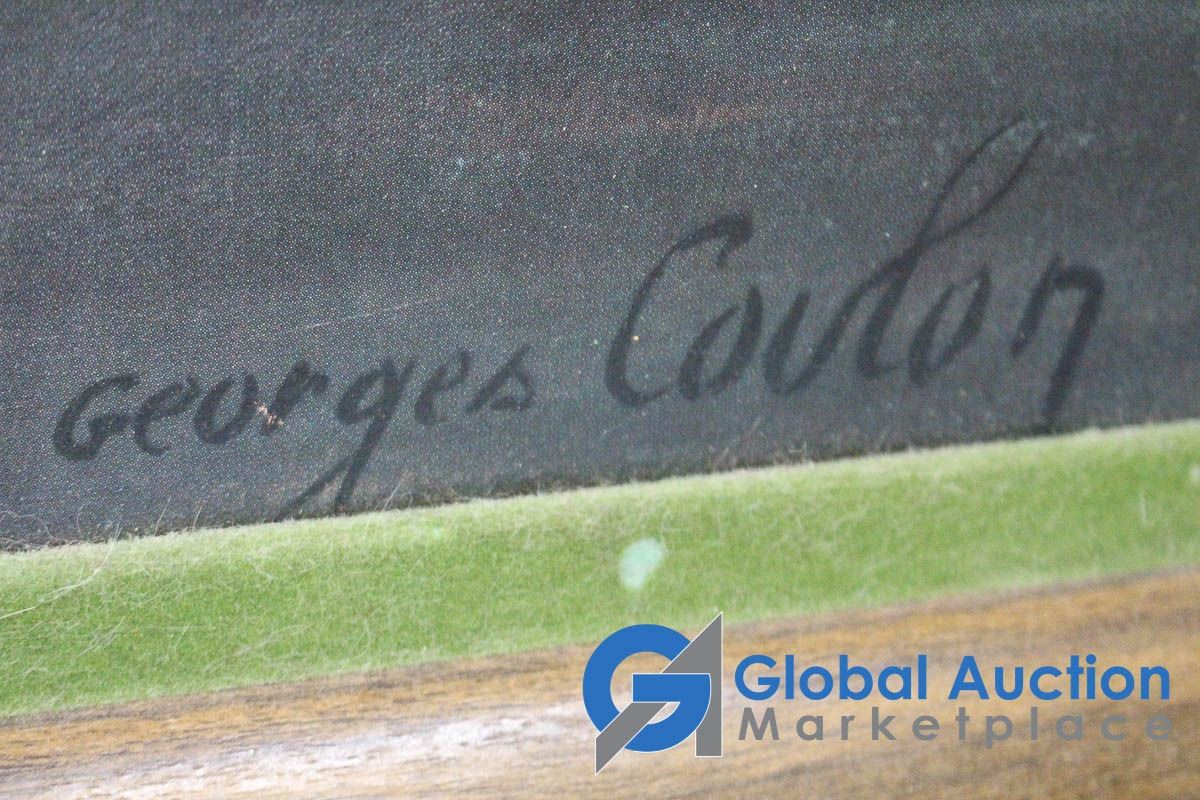 Georges Coulon
Global Auction
Marketplace